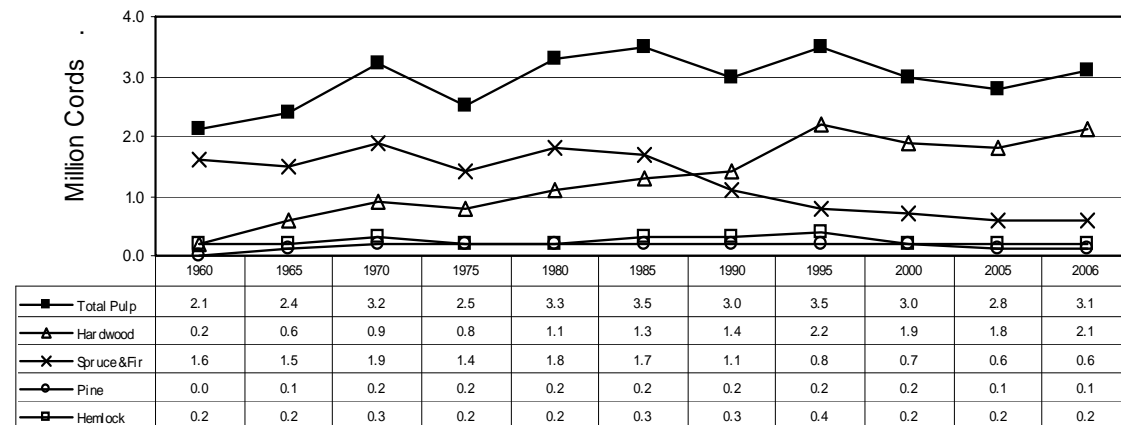 4.0
3.0
2.0
1.0
0.0
Million Cords .
1960 1965 1970 1975 1980 1985 1990 1995 2000 2005 2006
Total Pulp 2.1 2.4 3.2 2.5 3.3 3.5 3.0 3.5 3.0 2.8 3.1
Hardwood 0.2 0.6 0.9 0.8 1.1 1.3 1.4 2.2 1.9 1.8 2.1
Spruce&Fir 1.6 1.5 1.9 1.4 1.8 1.7 1.1 0.8 0.7 0.6 0.6
Pine 0.0 0.1 0.2 0.2 0.2 0.2 0.2 0.2 0.2 0.1 0.1
Hemlock 0.2 0.2 0.3 0.2 0.2 0.3 0.3 0.4 0.2 0.2 0.2